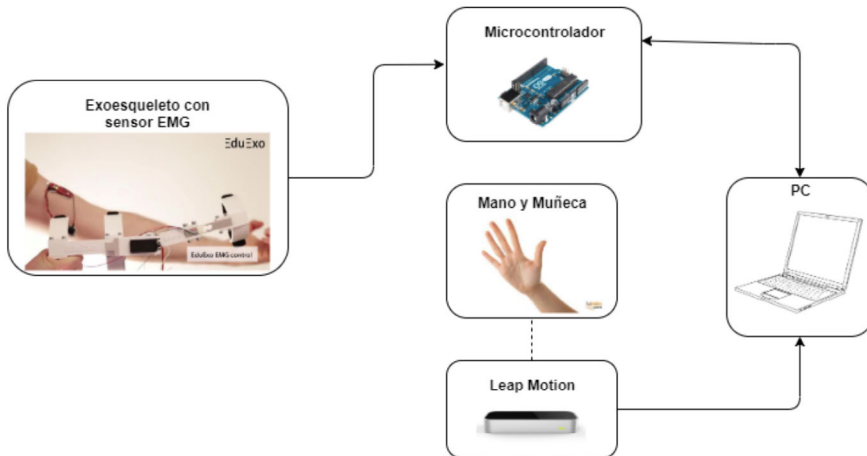 Microcontrolador
Exoesqueleto con
sensor EMG
EduExo
EduExo EMG control
Mano y Muñeca
PC
Leap Motion